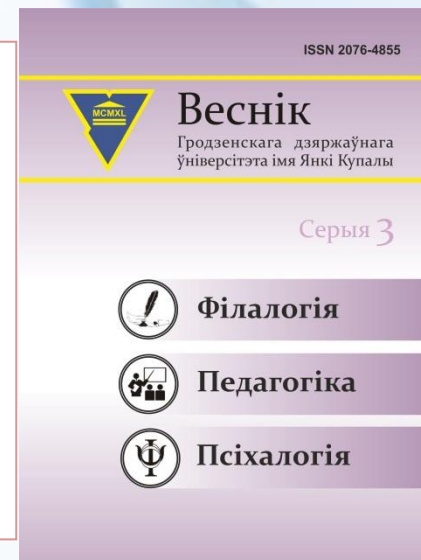 ISSN 2076-4855
MCMXL
Веснік
Гродзенскага дзяржаўнага
ўніверсітэта імя Янкі Купалы
Серыя 3
Філалогія
Педагогіка
Псіхалогія